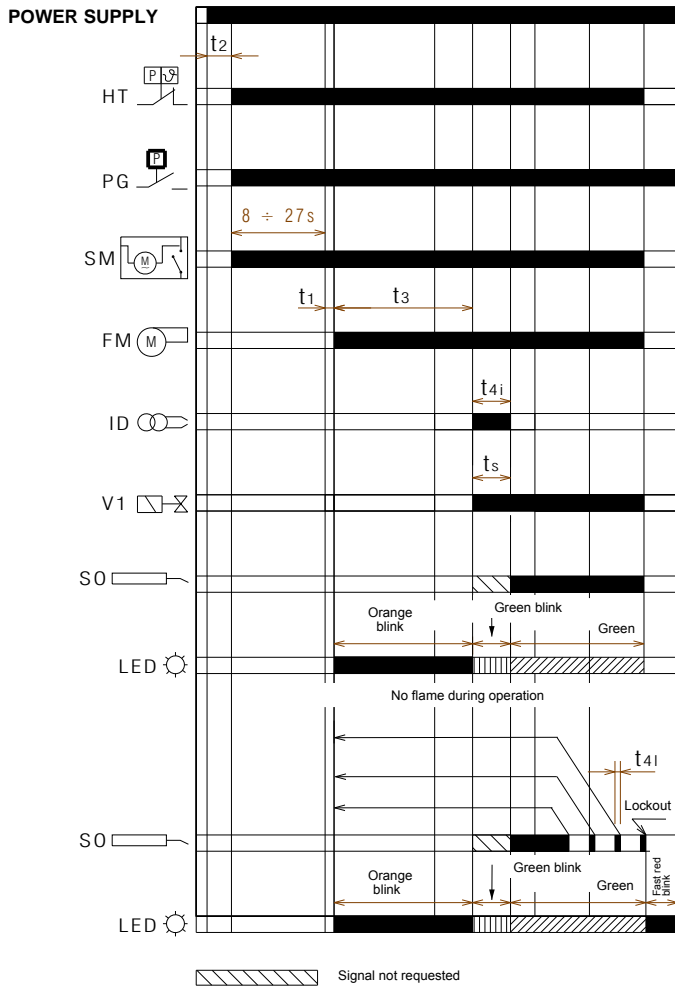 POWER SUPPLY
t2
P ϑ
HT
P
PG
8 ÷ 27s
SM
M
t1
t3
FM
M
t4i
ID
ts
V1
SO
Orange
blink
Green blink
Green
LED
No flame during operation
t4l
Lockout
SO
Orange
blink
Green blink
Green
Fast red
blink
LED
Signal not requested